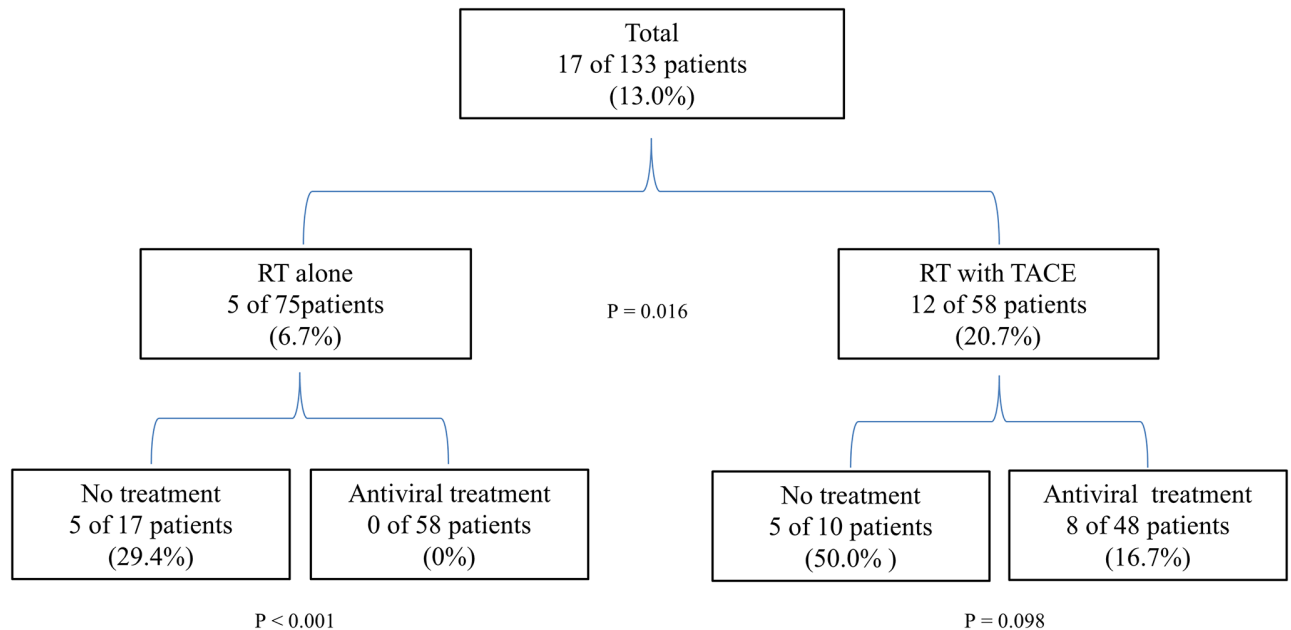 Total
17 of 133 patients
(13.0%)
RT alone
5 of 75patients
(6.7%)
P = 0.016
RT with TACE
12 of 58 patients
(20.7%)
No treatment
5 of 17 patients
(29.4%)
Antiviral treatment
0 of 58 patients
(0%)
No treatment
5 of 10 patients
(50.0% )
Antiviral  treatment
8 of 48 patients
(16.7%)
P < 0.001
P = 0.098